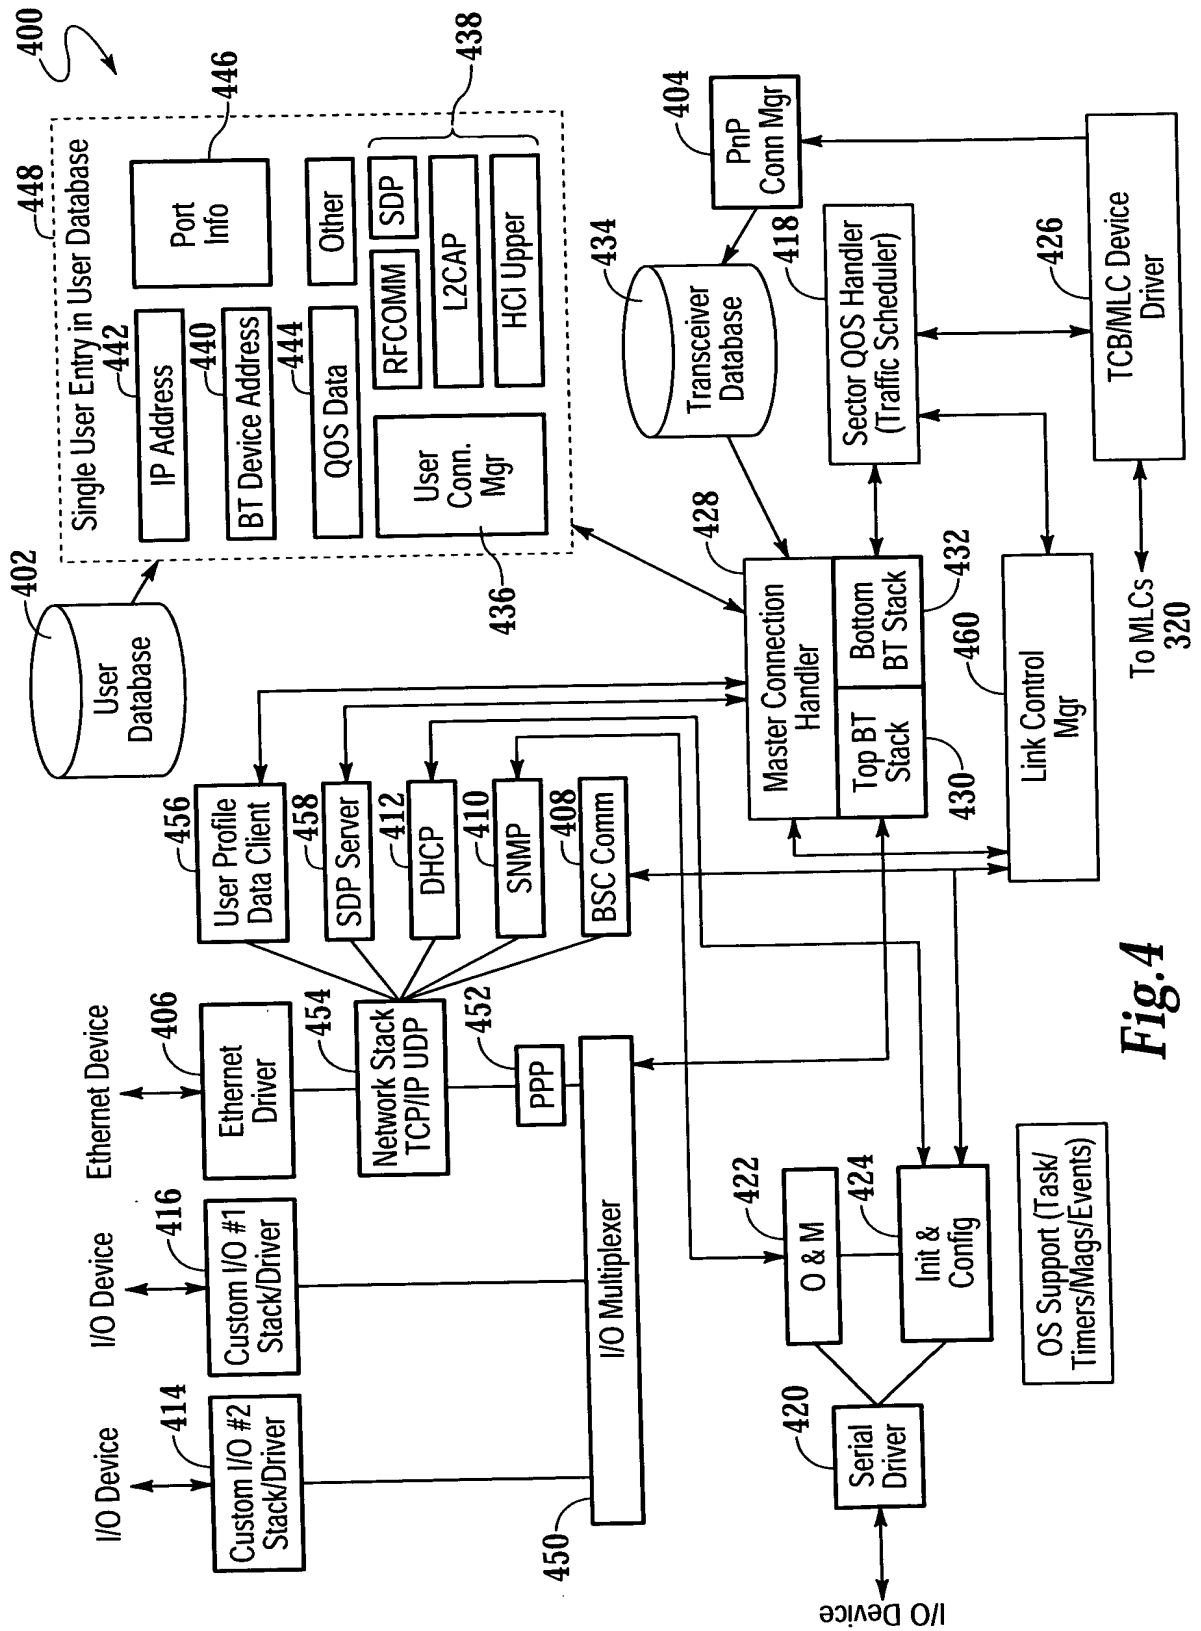 400
448
Single User Entry in User Database
402
User
Database
442
IP Address
Port
Info
446
440
BT Device Address
444
QOS Data
Other
User
Conn.
Mgr
436
RFCOMM
SDP
L2CAP
HCI Upper
438
I/O Device
I/O Device
Ethernet Device
414
Custom I/O #2
Stack/Driver
416
Custom I/O #1
Stack/Driver
406
Ethernet
Driver
456
User Profile
Data Client
458
SDP Server
454
Network Stack
TCP/IP UDP
412
DHCP
410
SNMP
452
PPP
408
BSC Comm
450
I/O Multiplexer
434
Transceiver
Database
404
PnP
Conn Mgr
428
Master Connection
Handler
Top BT
Stack
430
Bottom
BT Stack
432
418
Sector QOS Handler
(Traffic Scheduler)
422
O & M
424
Init &
Config
420
Serial
Driver
I/O Device
460
Link Control
Mgr
426
TCB/MLC Device
Driver
To MLCs
320
OS Support (Task/
Timers/Mags/Events)
Fig.4